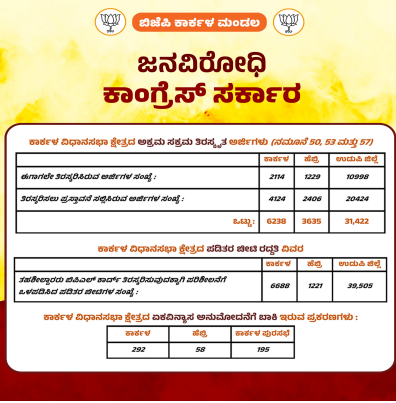 ಬಿಜೆಪಿ ಕಾರ್ಕಳ ಮಂಡಲ
ಜನವಿರೋಧಿ
ಕಾಂಗ್ರೆಸ್ ಸರ್ಕಾರ
ಕಾರ್ಕಳ ವಿಧಾನಸಭಾ ಕ್ಷೇತ್ರದ ಅಕ್ರಮ ಸಕ್ರಮ ತಿರಸ್ಕೃತ ಅರ್ಜಿಗಳು (ನಮೂನೆ 50, 53 ಮತ್ತು 57)
ಕಾರ್ಕಳ ಹೆಬ್ರಿ ಉಡುಪಿ ಜಿಲ್ಲೆ
ಈಗಾಗಲೇ ತಿರಸ್ಕರಿಸಿರುವ ಅರ್ಜಿಗಳ ಸಂಖ್ಯೆ : 2114 1229 10998
ತಿರಸ್ಕರಿಸಲು ಪ್ರಸ್ತಾವನೆ ಸಲ್ಲಿಸಿರುವ ಅರ್ಜಿಗಳ ಸಂಖ್ಯೆ : 4124 2406 20424
ಒಟ್ಟು : 6238 3635 31,422
ಕಾರ್ಕಳ ವಿಧಾನಸಭಾ ಕ್ಷೇತ್ರದ ಪಡಿತರ ಚೀಟಿ ರದ್ದತಿ ವಿವರ
ಕಾರ್ಕಳ ಹೆಬ್ರಿ ಉಡುಪಿ ಜಿಲ್ಲೆ
ತಹಶೀಲ್ದಾರರು ಬಿಪಿಎಲ್ ಕಾರ್ಡ್ ತಿರಸ್ಕರಿಸುವುದಕ್ಕಾಗಿ ಪರಿಶೀಲನೆಗೆ
ಒಳಪಡಿಸಿದ ಪಡಿತರ ಚೀಟಿಗಳ ಸಂಖ್ಯೆ : 6688 1221 39,505
ಕಾರ್ಕಳ ವಿಧಾನಸಭಾ ಕ್ಷೇತ್ರದ ಏಕವಿನ್ಯಾಸ ಅನುಮೋದನೆಗೆ ಬಾಕಿ ಇರುವ ಪ್ರಕರಣಗಳು :
ಕಾರ್ಕಳ ಹೆಬ್ರಿ ಕಾರ್ಕಳ ಪುರಸಭೆ
292 58 195